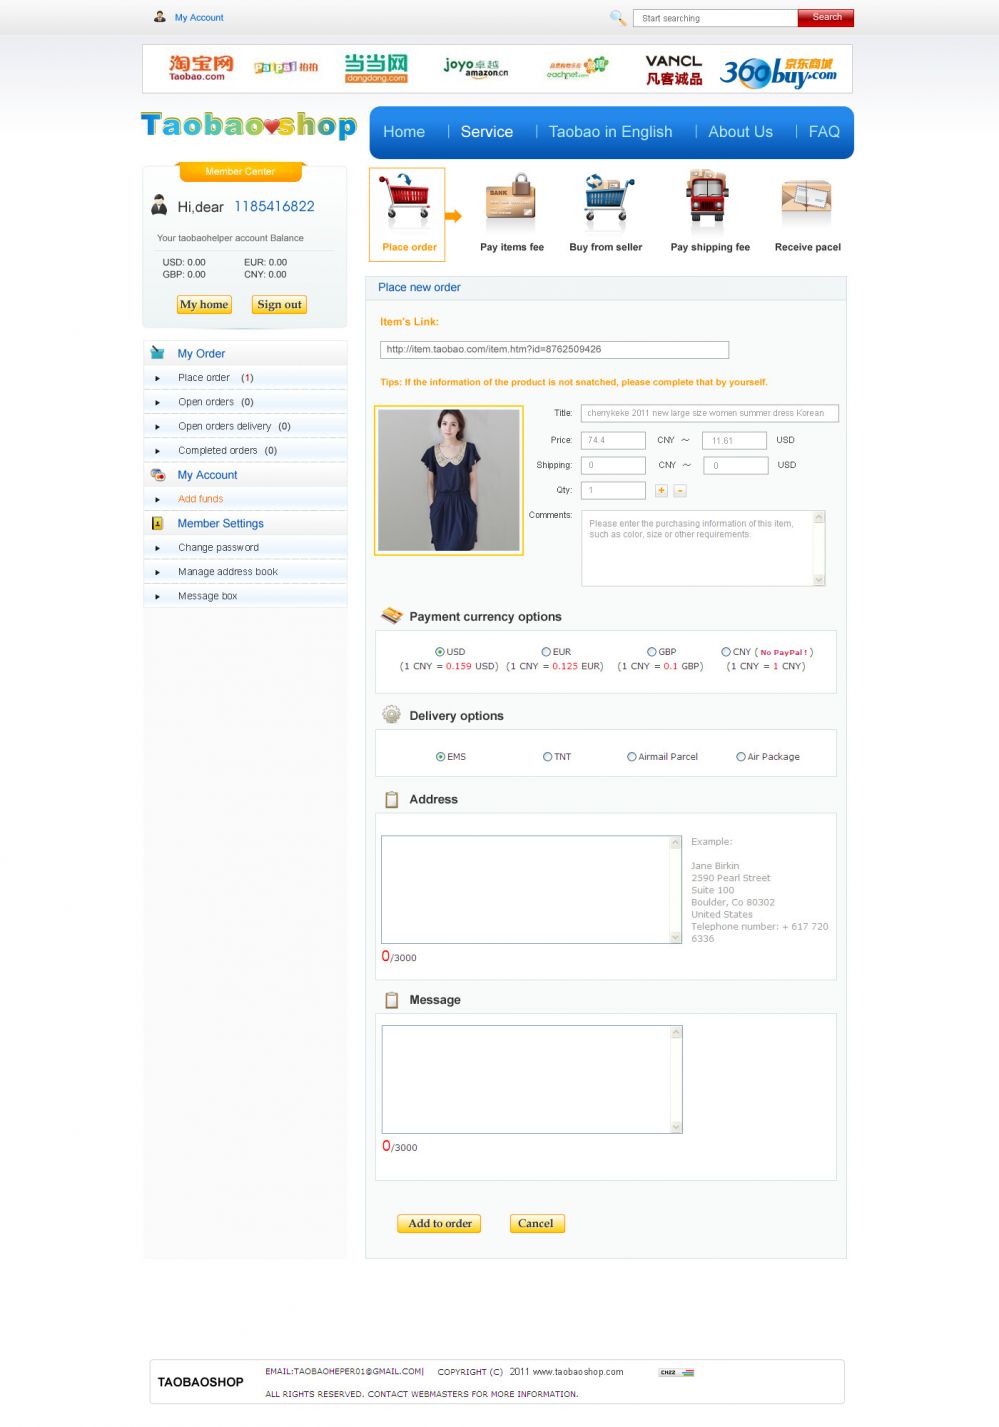 My Account
Start searching
Search
淘宝网
Taobao.com
PaiPai 拍拍
当当网
dangdang.com
joyo 卓越
amazon.cn
eachnet.com
VANCL
凡客诚品
360buy.com
京东商城
Taobao shop
Home
Service
Taobao in English
About Us
FAQ
Member Center
Hi,dear 1185416822
Your taobaohelper account Balance
USD: 0.00 EUR: 0.00
GBP: 0.00 CNY: 0.00
My home
Sign out
My Order
Place order (1)
Open orders (0)
Open orders delivery (0)
Completed orders (0)
My Account
Add funds
Member Settings
Change password
Manage address book
Message box
BANK
Place order
Pay items fee
Buy from seller
Pay shipping fee
Receive pacel
Place new order
Item's Link:
http://item.taobao.com/item.htm?id=8762509426
Tips: If the information of the product is not snatched, please complete that by yourself.
Title: cherrykeke 2011 new large size women summer dress Korean
Price: 74.4 CNY ～ 11.61 USD
Shipping: 0 CNY ～ 0 USD
Qty: 1 + -
Comments: Please enter the purchasing information of this item,
such as color, size or other requirements.
Payment currency options
USD EUR GBP CNY ( No PayPal ! )
(1 CNY = 0.159 USD) (1 CNY = 0.125 EUR) (1 CNY = 0.1 GBP) (1 CNY = 1 CNY)
Delivery options
EMS TNT Airmail Parcel Air Package
Address
Example:
Jane Birkin
2590 Pearl Street
Suite 100
Boulder, Co 80302
United States
Telephone number: + 617 720
6336
0/3000
Message
0/3000
Add to order
Cancel
TAOBAOSHOP
EMAIL:TAOBAOHEPER01@GMAIL.COM| COPYRIGHT (C) 2011 www.taobaoshop.com
CNZZ
ALL RIGHTS RESERVED. CONTACT WEBMASTERS FOR MORE INFORMATION.